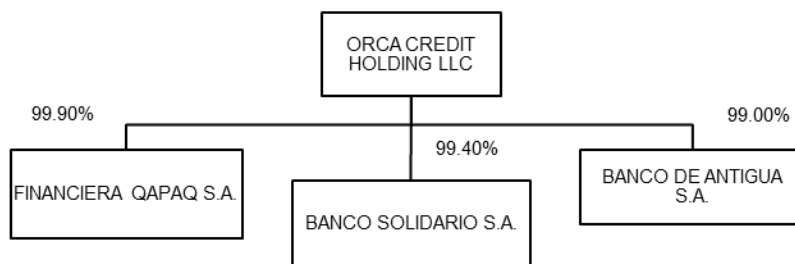 ORCA CREDIT
HOLDING LLC
99.90%
99.00%
99.40%
FINANCIERA QAPAQ S.A.
BANCO SOLIDARIO S.A.
BANCO DE ANTIGUA
S.A.